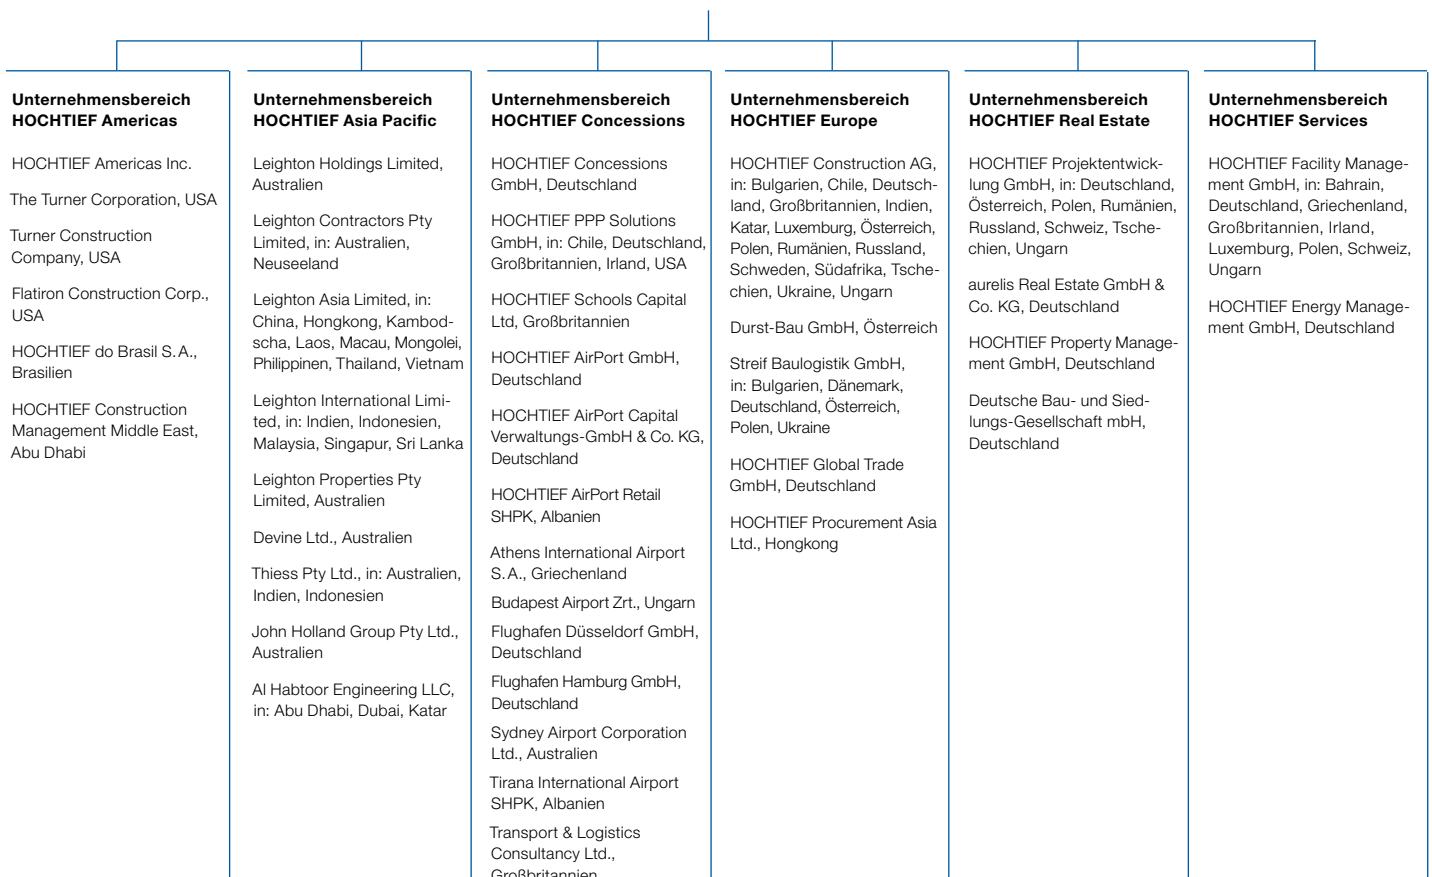 Unternehmensbereich
HOCHTIEF Americas
HOCHTIEF Americas Inc.
The Turner Corporation, USA
Turner Construction
Company, USA
Flatiron Construction Corp.,
USA
HOCHTIEF do Brasil S. A.,
Brasilien
HOCHTIEF Construction
Management Middle East,
Abu Dhabi
Unternehmensbereich
HOCHTIEF Asia Pacific
Leighton Holdings Limited,
Australien
Leighton Contractors Pty
Limited, in: Australien,
Neuseeland
Leighton Asia Limited, in:
China, Hongkong, Kambod-
scha, Laos, Macau, Mongolei,
Philippinen, Thailand, Vietnam
Leighton International Limi-
ted, in: Indien, Indonesien,
Malaysia, Singapur, Sri Lanka
Leighton Properties Pty
Limited, Australien
Devine Ltd., Australien
Thiess Pty Ltd., in: Australien,
Indien, Indonesien
John Holland Group Pty Ltd.,
Australien
Al Habtoor Engineering LLC,
in: Abu Dhabi, Dubai, Katar
Unternehmensbereich
HOCHTIEF Concessions
HOCHTIEF Concessions
GmbH, Deutschland
HOCHTIEF PPP Solutions
GmbH, in: Chile, Deutschland,
Großbritannien, Irland, USA
HOCHTIEF Schools Capital
Ltd, Großbritannien
HOCHTIEF AirPort GmbH,
Deutschland
HOCHTIEF AirPort Capital
Verwaltungs-GmbH & Co. KG,
Deutschland
HOCHTIEF AirPort Retail
SHPK, Albanien
Athens International Airport
S. A., Griechenland
Budapest Airport Zrt., Ungarn
Flughafen Düsseldorf GmbH,
Deutschland
Flughafen Hamburg GmbH,
Deutschland
Sydney Airport Corporation
Ltd., Australien
Tirana International Airport
SHPK, Albanien
Transport & Logistics
Consultancy Ltd.,
Großbritannien
Unternehmensbereich
HOCHTIEF Europe
HOCHTIEF Construction AG,
in: Bulgarien, Chile, Deutsch-
land, Großbritannien, Indien,
Katar, Luxemburg, Österreich,
Polen, Rumänien, Russland,
Schweden, Südafrika, Tsche-
chien, Ukraine, Ungarn
Durst-Bau GmbH, Österreich
Streif Baulogistik GmbH,
in: Bulgarien, Dänemark,
Deutschland, Österreich,
Polen, Ukraine
HOCHTIEF Global Trade
GmbH, Deutschland
HOCHTIEF Procurement Asia
Ltd., Hongkong
Unternehmensbereich
HOCHTIEF Real Estate
HOCHTIEF Projektentwick-
lung GmbH, in: Deutschland,
Österreich, Polen, Rumänien,
Russland, Schweiz, Tsche-
chien, Ungarn
aurelis Real Estate GmbH &
Co. KG, Deutschland
HOCHTIEF Property Manage-
ment GmbH, Deutschland
Deutsche Bau- und Sied-
lungs-Gesellschaft mbH,
Deutschland
Unternehmensbereich
HOCHTIEF Services
HOCHTIEF Facility Manage-
ment GmbH, in: Bahrain,
Deutschland, Griechenland,
Großbritannien, Irland,
Luxemburg, Polen, Schweiz,
Ungarn
HOCHTIEF Energy Manage-
ment GmbH, Deutschland